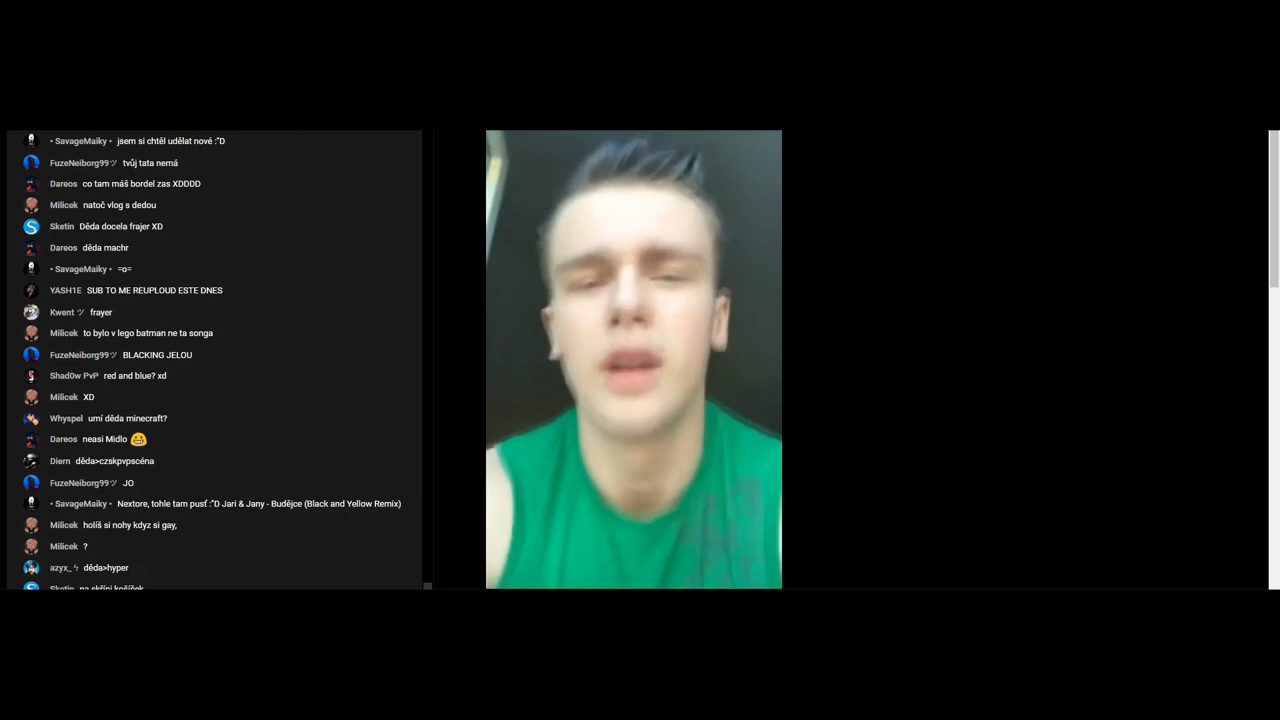 • SavageMaiky • jsem si chtěl udělat nové :"D
FuzeNeiborg99ツ tvůj tata nemá
Dareos co tam máš bordel zas XDDDD
Milicek natoč vlog s dedou
Sketin Děda docela frajer XD
Dareos děda machr
• SavageMaiky • =o=
YASH1E SUB TO ME REUPLOUD ESTE DNES
Kwent ツ frayer
Milicek to bylo v lego batman ne ta songa
FuzeNeiborg99ツ BLACKING JELOU
Shad0w PvP red and blue? xd
Milicek XD
Whyspel umí děda minecraft?
Dareos neasi Midlo 😂
Diern děda>czskpvpscéna
FuzeNeiborg99ツ JO
• SavageMaiky • Nextore, tohle tam pusť :"D Jari & Jany - Budějce (Black and Yellow Remix)
Milicek holíš si nohy kdyz si gay,
Milicek ?
azyx_ ϟ děda>hyper
Sketin na skříni košíček